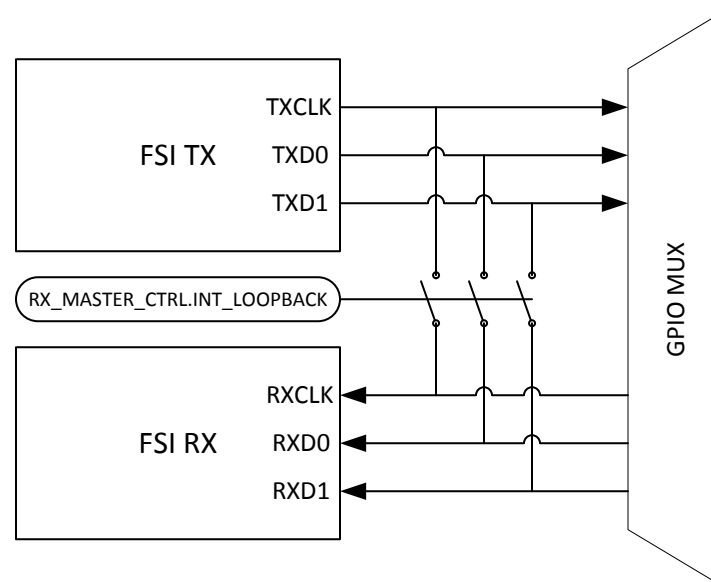 TXCLK
FSI TX
TXD0
TXD1
RX_MASTER_CTRL.INT_LOOPBACK
GPIO MUX
RXCLK
FSI RX
RXD0
RXD1